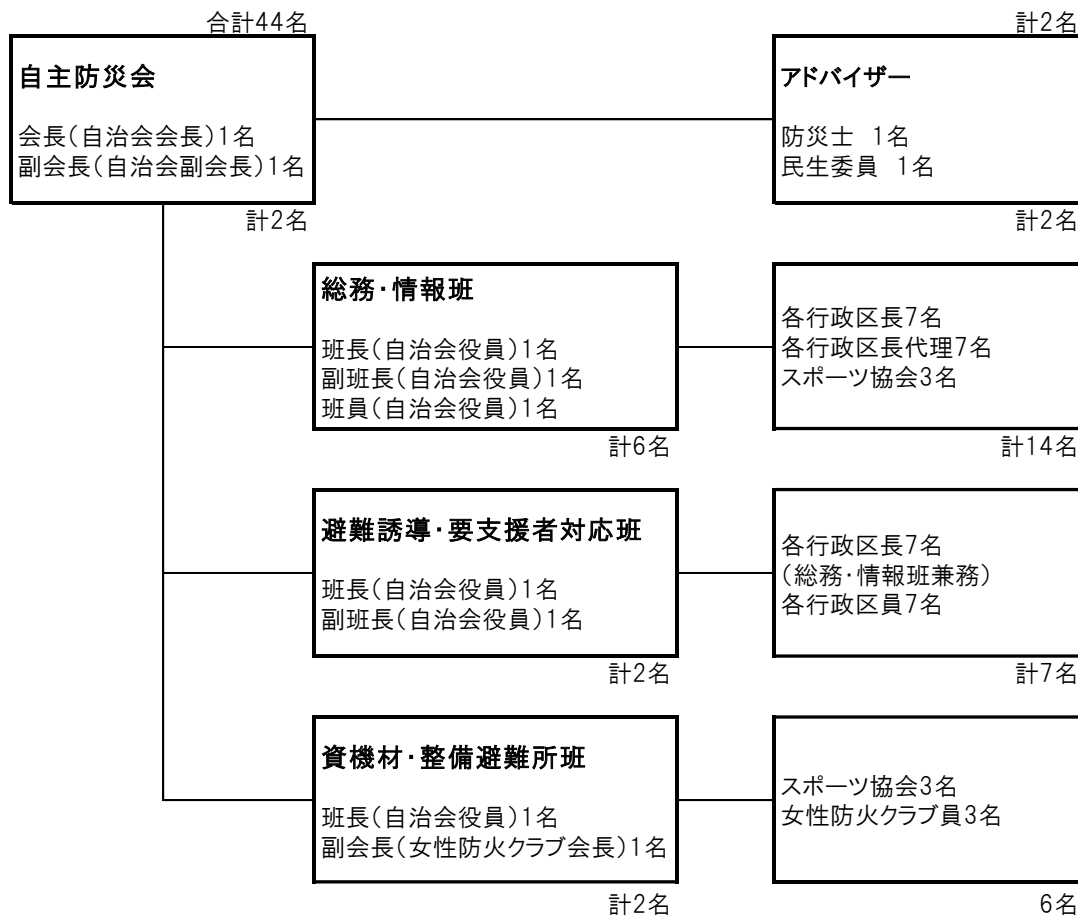 合計44名
自主防災会
会長(自治会会長)1名
副会長(自治会副会長)1名
計2名
計2名
アドバイザー
防災士 1名
民生委員 1名
計2名
総務・情報班
班長(自治会役員)1名
副班長(自治会役員)1名
班員(自治会役員)1名
計6名
各行政区長7名
各行政区長代理7名
スポーツ協会3名
計14名
避難誘導・要支援者対応班
班長(自治会役員)1名
副班長(自治会役員)1名
計2名
各行政区長7名
(総務・情報班兼務)
各行政区員7名
計7名
資機材・整備避難所班
班長(自治会役員)1名
副会長(女性防火クラブ会長)1名
計2名
スポーツ協会3名
女性防火クラブ員3名
6名